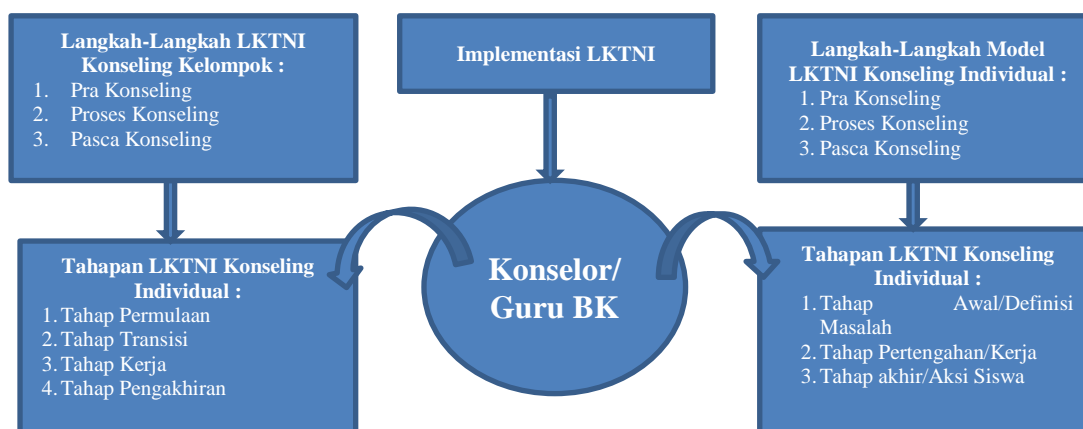 Langkah-Langkah LKTNI
Konseling Kelompok :
1. Pra Konseling
2. Proses Konseling
3. Pasca Konseling
Implementasi LKTNI
Langkah-Langkah Model
LKTNI Konseling Individual :
1. Pra Konseling
2. Proses Konseling
3. Pasca Konseling
Tahapan LKTNI Konseling
Individual :
1. Tahap Permulaan
2. Tahap Transisi
3. Tahap Kerja
4. Tahap Pengakhiran
Konselor/
Guru BK
Tahapan LKTNI Konseling
Individual :
1. Tahap Awal/Definisi
Masalah
2. Tahap Pertengahan/Kerja
3. Tahap akhir/Aksi Siswa